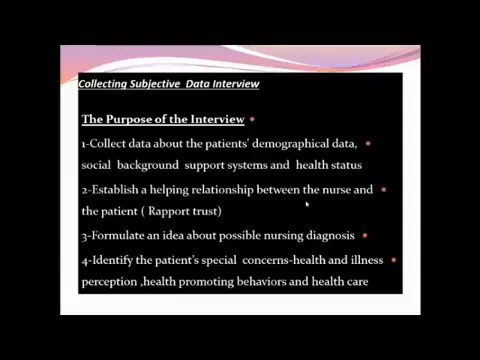 Collecting Subjective Data Interview
The Purpose of the Interview
1-Collect data about the patients' demographical data,
social background support systems and health status
2-Establish a helping relationship between the nurse and
the patient ( Rapport trust)
3-Formulate an idea about possible nursing diagnosis
4-Identify the patient's special concerns-health and illness
perception ,health promoting behaviors and health care